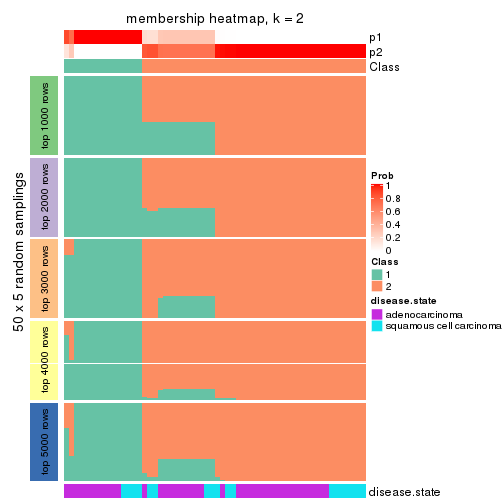 membership heatmap, k = 2
p1
p2
Class
50 x 5 random samplings
top 1000 rows
top 2000 rows
top 3000 rows
top 4000 rows
top 5000 rows
Prob
1
0.8
0.6
0.4
0.2
0
Class
1
2
disease.state
adenocarcinoma
squamous cell carcinoma
disease.state